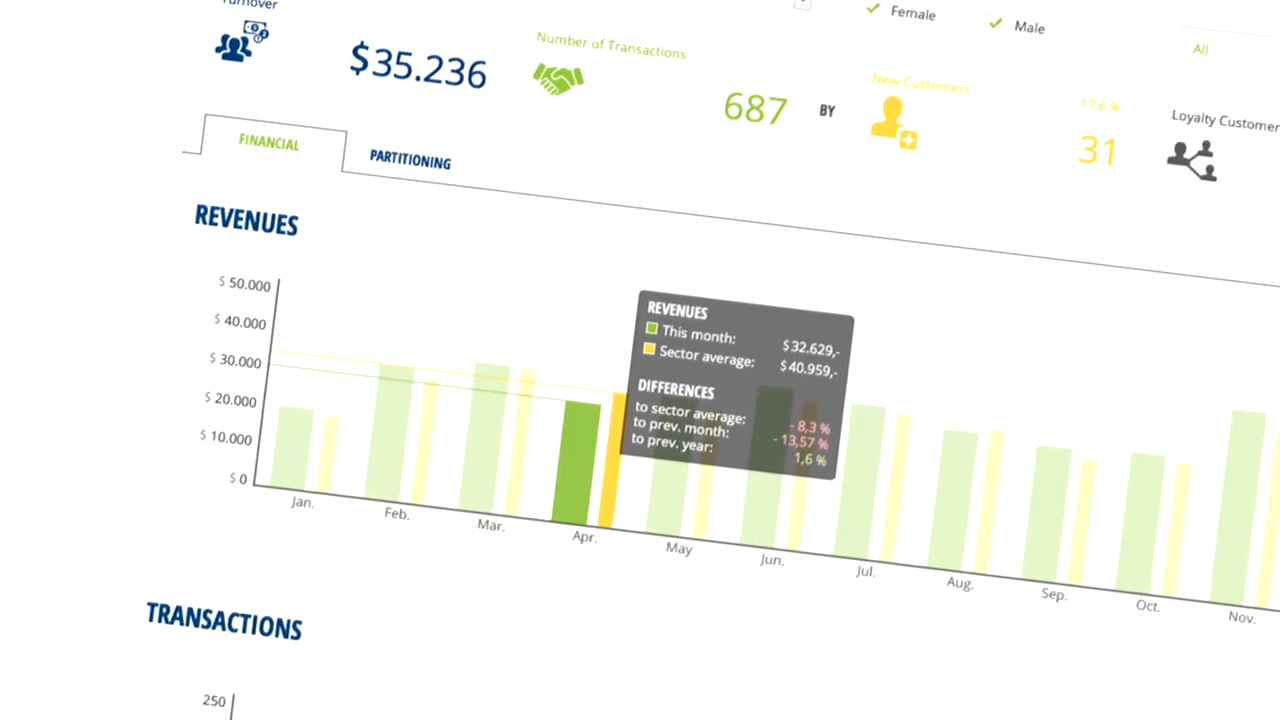 Turnover
$35.236
Number of Transactions
687
BY
New Customers
17,6 %
31
Female
Male
All
Loyalty Customer
FINANCIAL
PARTITIONING
REVENUES
$ 50.000
$ 40.000
$ 30.000
$ 20.000
$ 10.000
$ 0
REVENUES
This month: $32.629,-
Sector average: $40.959,-
DIFFERENCES
to sector average: - 8,3 %
to prev. month: - 13,57 %
to prev. year: 1,6 %
Jan.
Feb.
Mar.
Apr.
May
Jun.
Jul.
Aug.
Sep.
Oct.
Nov.
TRANSACTIONS
250